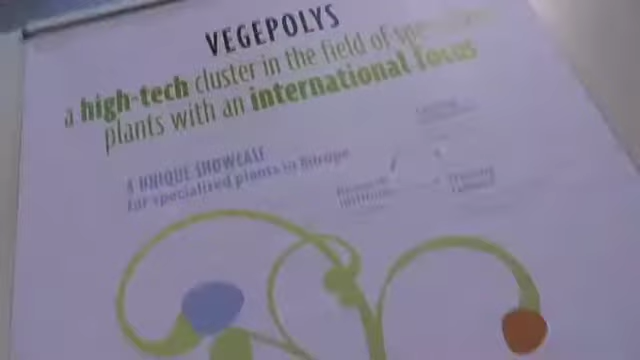 VEGEPOLYS
a high-tech cluster in the field of
plants with an international focus
A UNIQUE SHOWCASE
for specialized plants in Europe